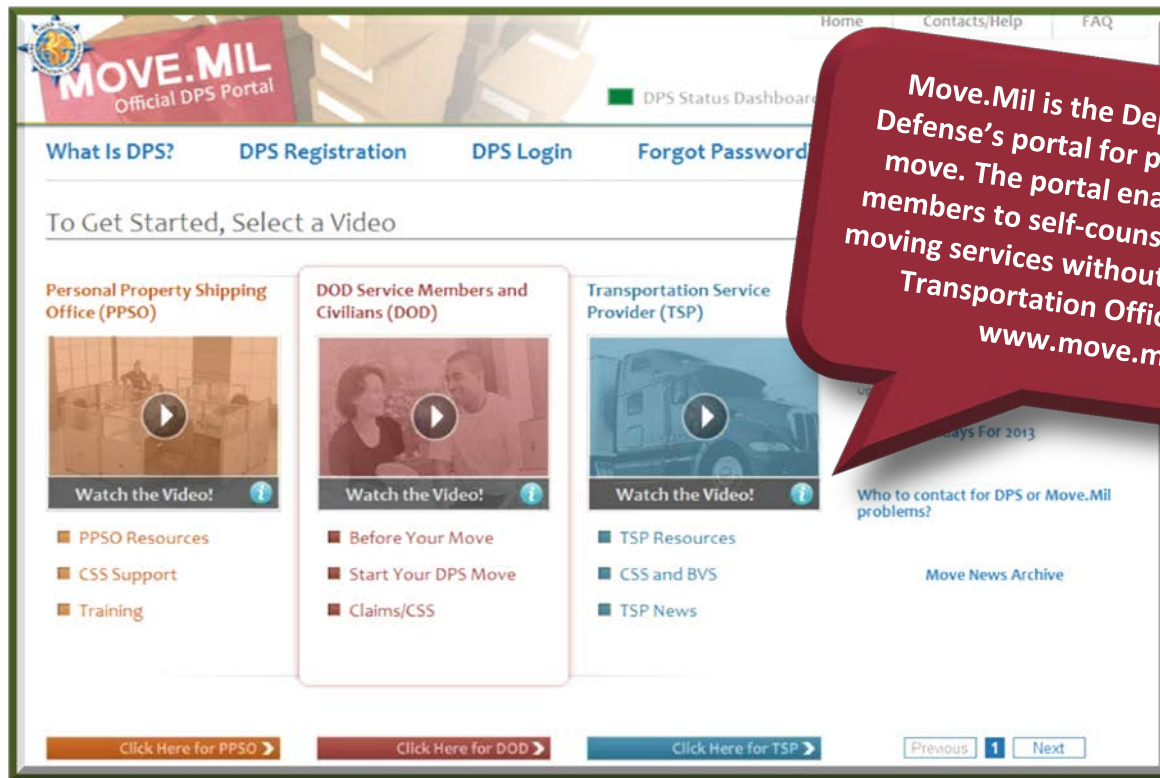 Home Contacts/Help FAQ
MOVE.MIL
Official DPS Portal
DPS Status Dashboar
What Is DPS? DPS Registration DPS Login Forgot Password
To Get Started, Select a Video
Personal Property Shipping
Office (PPSO)
Watch the Video!
PPSO Resources
CSS Support
Training
Click Here for PPSO
DOD Service Members and
Civilians (DOD)
Watch the Video!
Before Your Move
Start Your DPS Move
Claims/CSS
Click Here for DOD
Transportation Service
Provider (TSP)
Watch the Video!
TSP Resources
CSS and BVS
TSP News
Click Here for TSP
Move.Mil is the De
Defense's portal for p
move. The portal ena
members to self-couns
moving services without
Transportation Offic
www.move.m
ays For 2013
Who to contact for DPS or Move.Mil
problems?
Move News Archive
Previous 1 Next